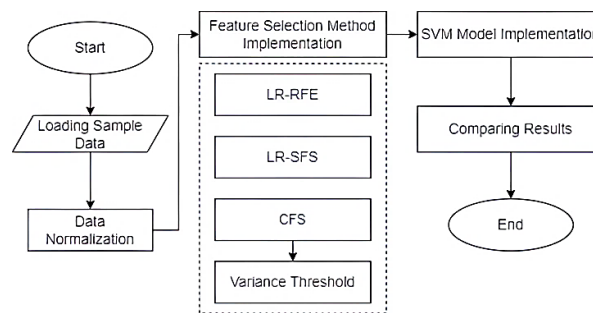 Start
Loading Sample
Data
Data
Normalization
Feature Selection Method
Implementation
LR-RFE
LR-SFS
CFS
Variance Threshold
SVM Model Implementation
Comparing Results
End